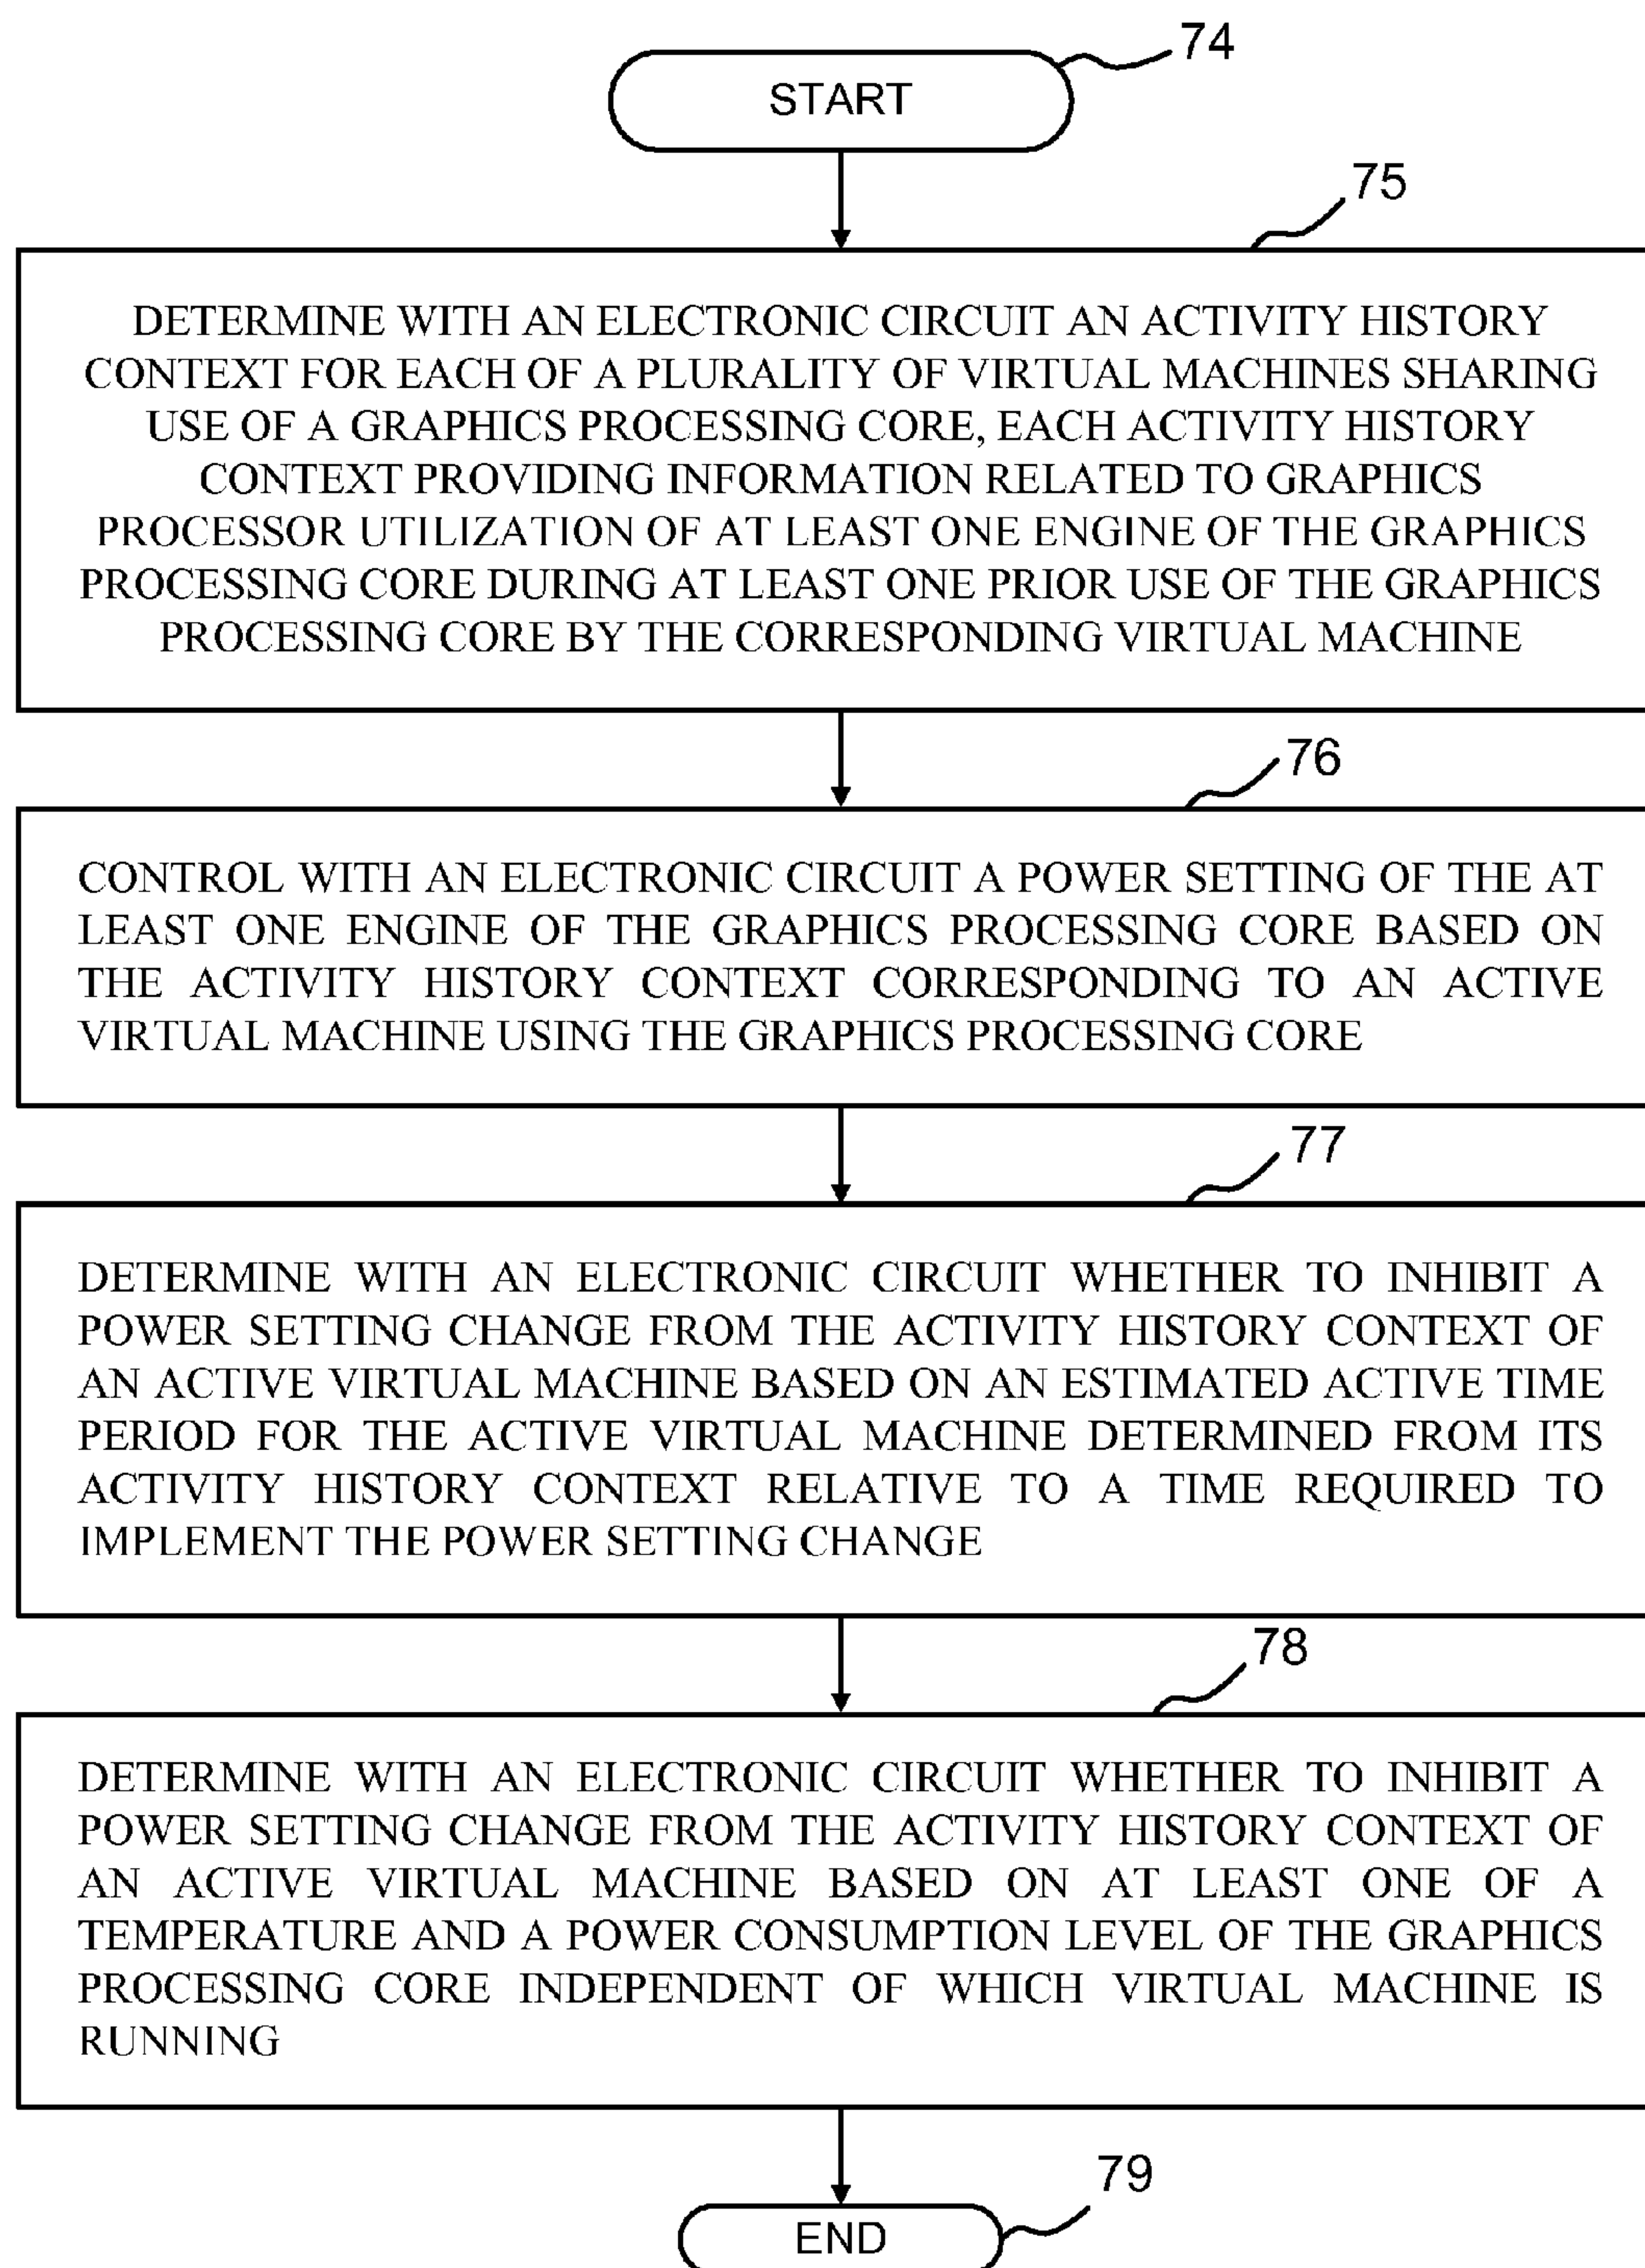 74
START
75
DETERMINE WITH AN ELECTRONIC CIRCUIT AN ACTIVITY HISTORY
CONTEXT FOR EACH OF A PLURALITY OF VIRTUAL MACHINES SHARING
USE OF A GRAPHICS PROCESSING CORE, EACH ACTIVITY HISTORY
CONTEXT PROVIDING INFORMATION RELATED TO GRAPHICS
PROCESSOR UTILIZATION OF AT LEAST ONE ENGINE OF THE GRAPHICS
PROCESSING CORE DURING AT LEAST ONE PRIOR USE OF THE GRAPHICS
PROCESSING CORE BY THE CORRESPONDING VIRTUAL MACHINE
76
CONTROL WITH AN ELECTRONIC CIRCUIT A POWER SETTING OF THE AT
LEAST ONE ENGINE OF THE GRAPHICS PROCESSING CORE BASED ON
THE ACTIVITY HISTORY CONTEXT CORRESPONDING TO AN ACTIVE
VIRTUAL MACHINE USING THE GRAPHICS PROCESSING CORE
77
DETERMINE WITH AN ELECTRONIC CIRCUIT WHETHER TO INHIBIT A
POWER SETTING CHANGE FROM THE ACTIVITY HISTORY CONTEXT OF
AN ACTIVE VIRTUAL MACHINE BASED ON AN ESTIMATED ACTIVE TIME
PERIOD FOR THE ACTIVE VIRTUAL MACHINE DETERMINED FROM ITS
ACTIVITY HISTORY CONTEXT RELATIVE TO A TIME REQUIRED TO
IMPLEMENT THE POWER SETTING CHANGE
78
DETERMINE WITH AN ELECTRONIC CIRCUIT WHETHER TO INHIBIT A
POWER SETTING CHANGE FROM THE ACTIVITY HISTORY CONTEXT OF
AN ACTIVE VIRTUAL MACHINE BASED ON AT LEAST ONE OF A
TEMPERATURE AND A POWER CONSUMPTION LEVEL OF THE GRAPHICS
PROCESSING CORE INDEPENDENT OF WHICH VIRTUAL MACHINE IS
RUNNING
79
END